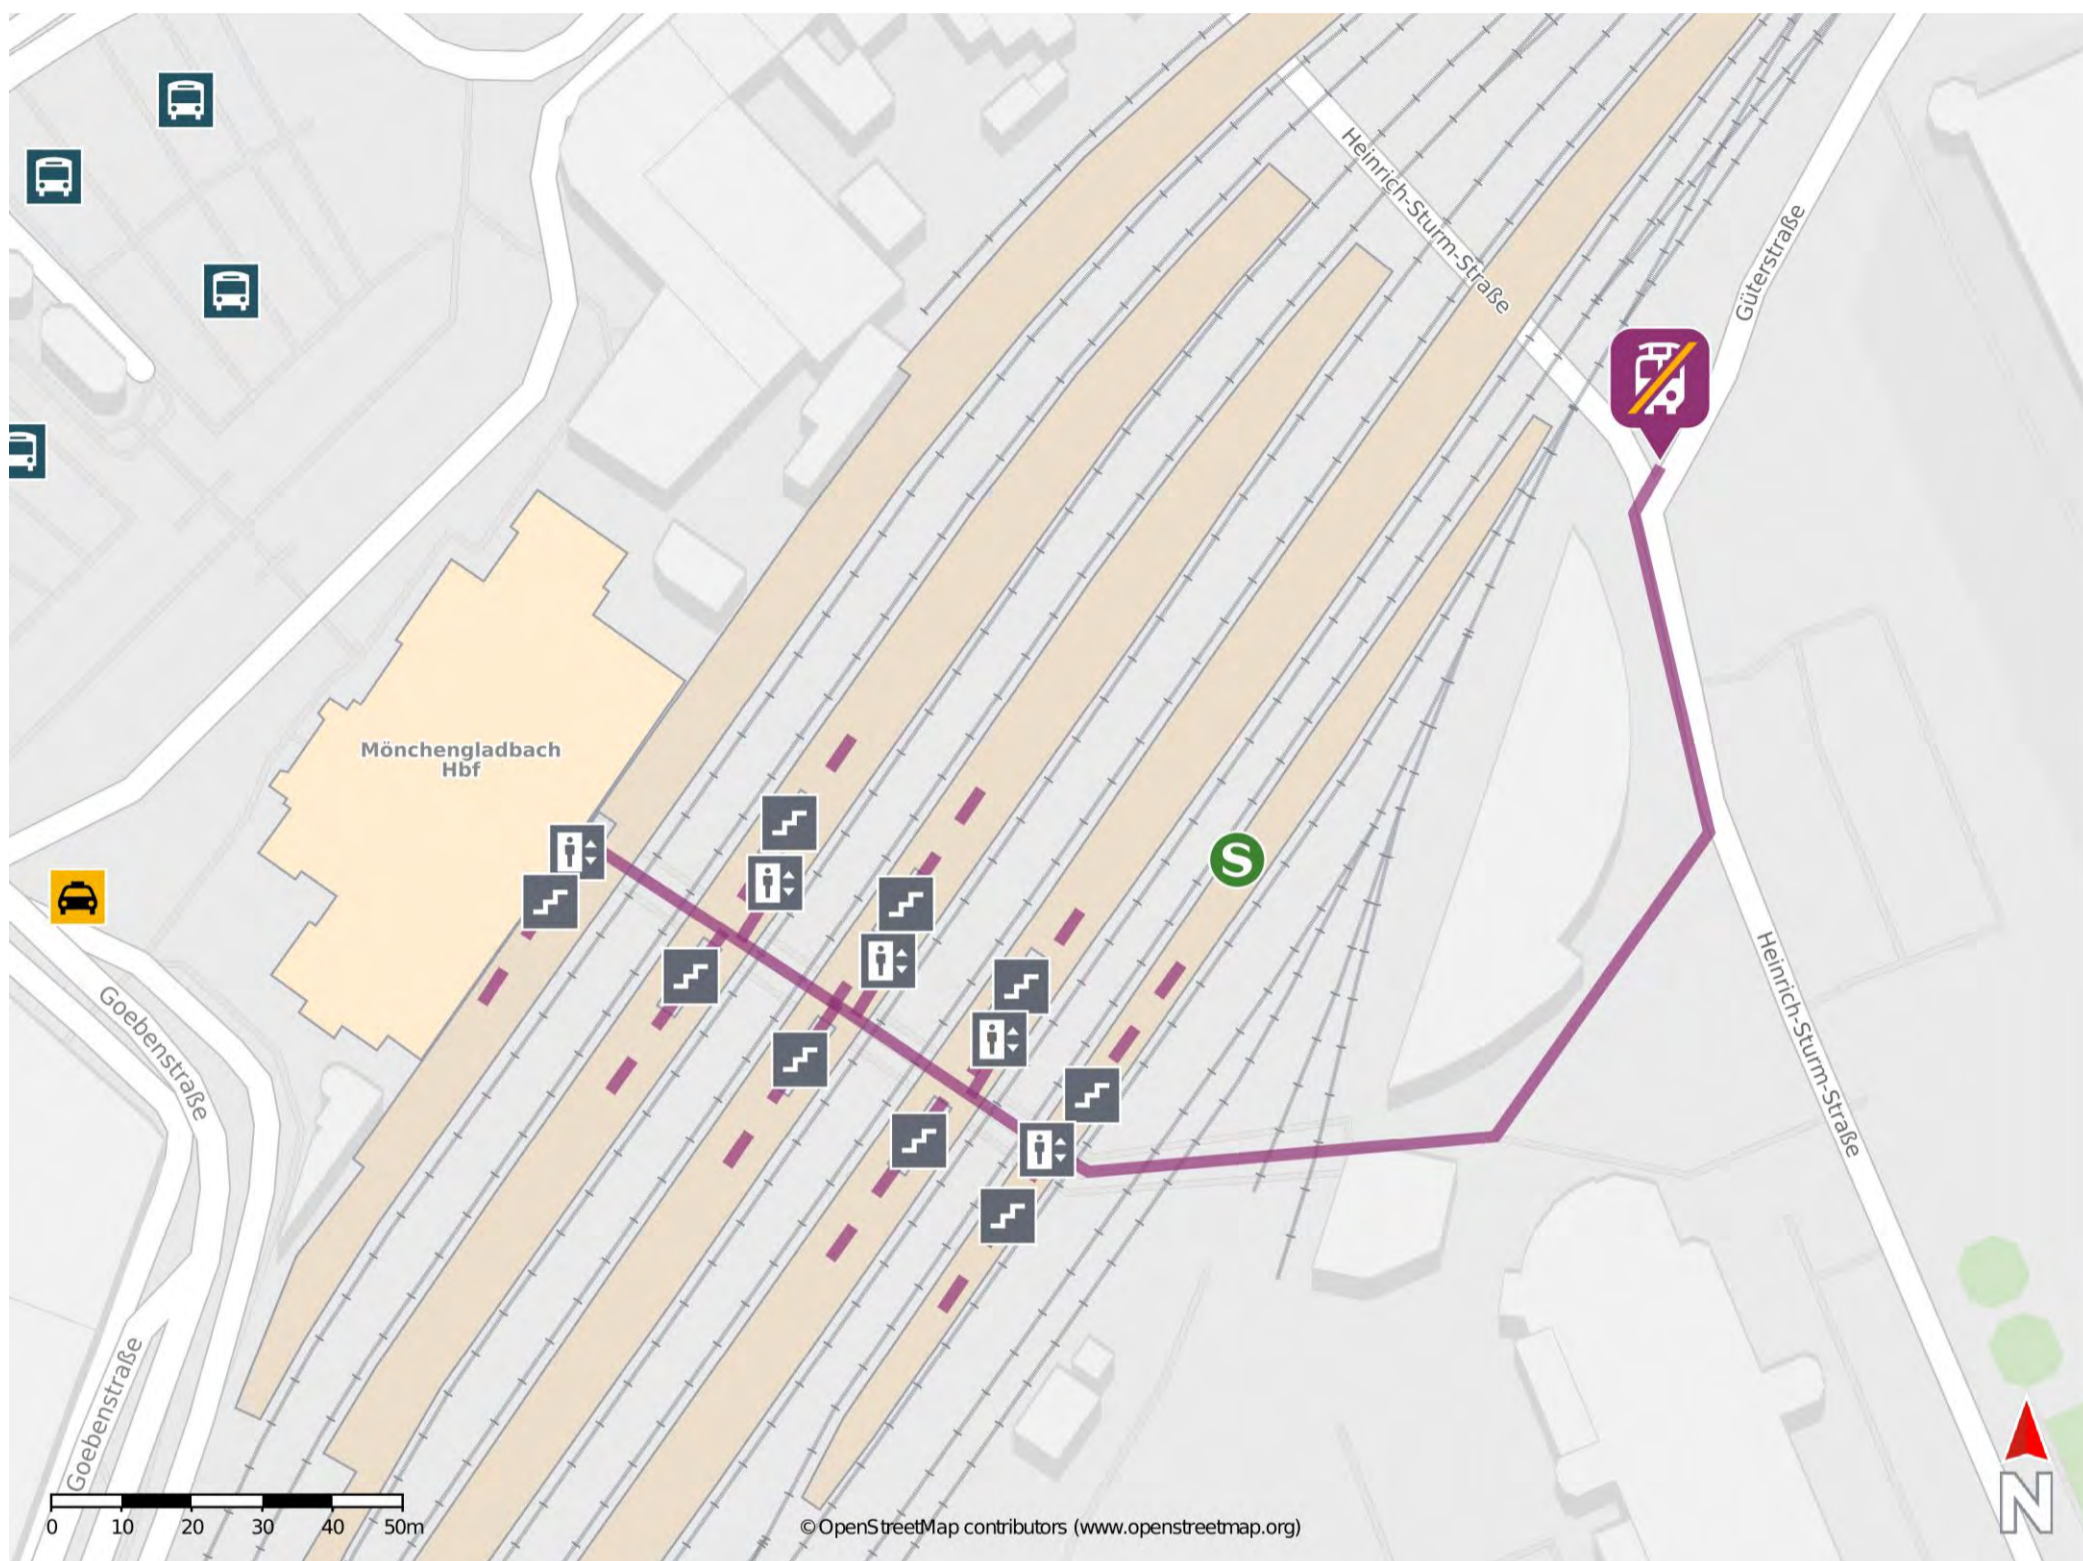 Heinrich-Sturm-Straße
Güterstraße
Mönchengladbach
Hbf
S
Goebenstraße
Heinrich-Sturm-Straße
Goebenstraße
0 10 20 30 40 50m
© OpenStreetMap contributors (www.openstreetmap.org)
N